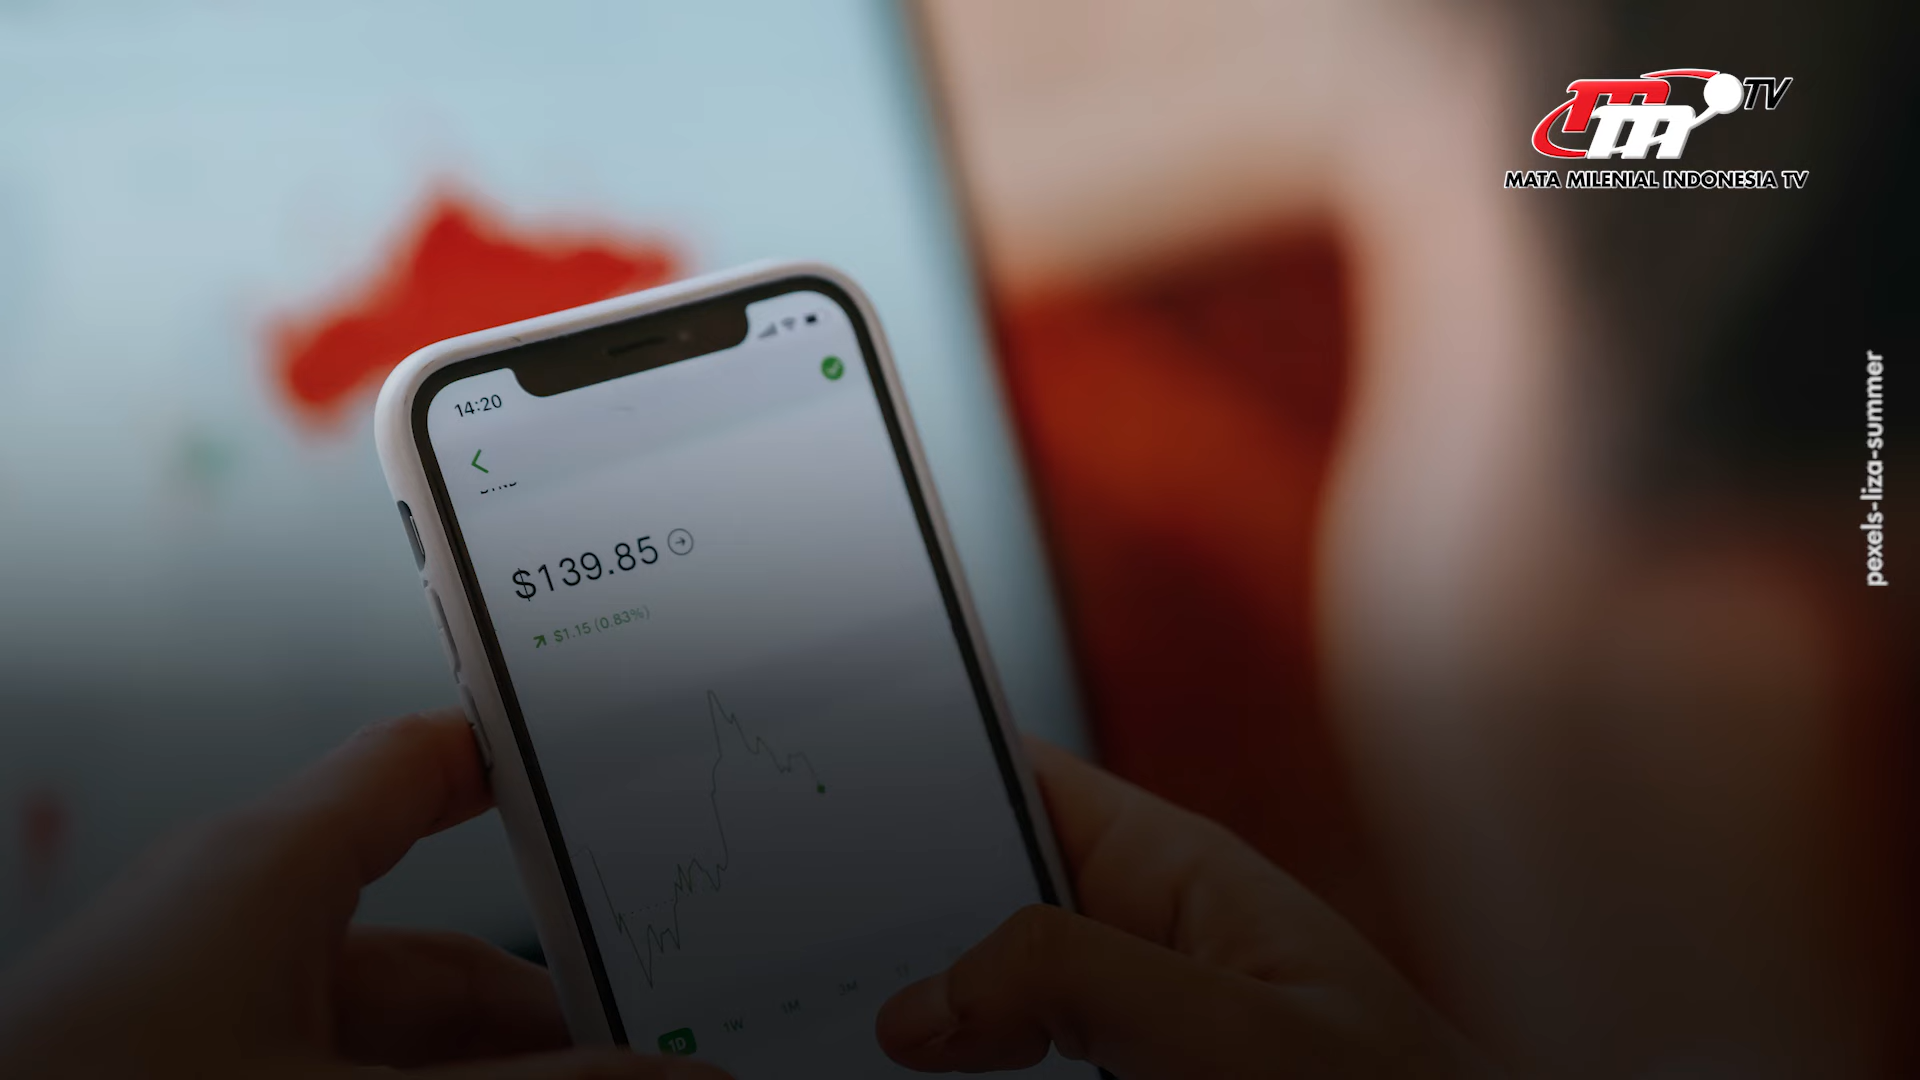 TV
MATA MILENIAL INDONESIA TV
pexels-liza-summer
14:20
$139.85
$1.15 (0.83%)
1D
1W
1M
3M